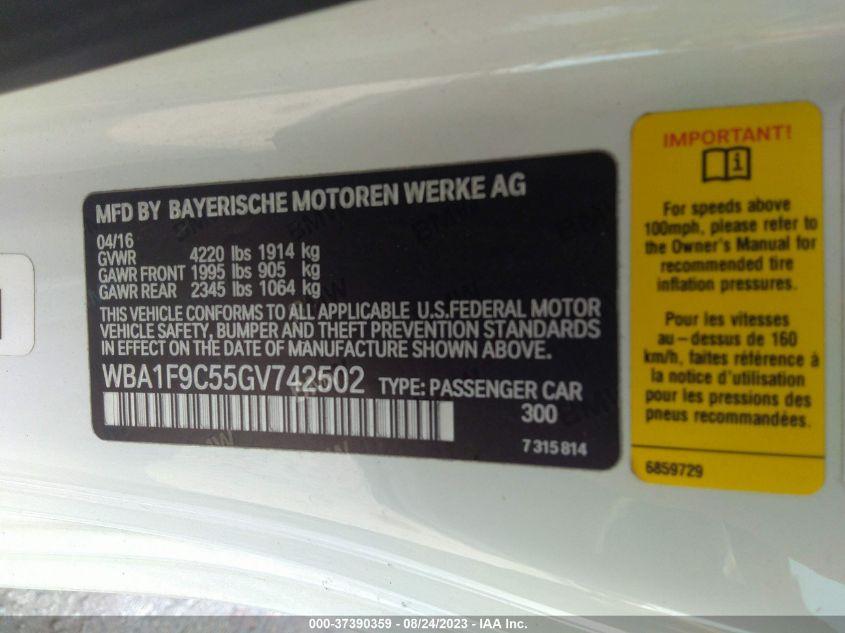 MFD BY BAYERISCHE MOTOREN WERKE AG
04/16
GVWR 4220 lbs 1914 kg
GAWR FRONT 1995 lbs 905 kg
GAWR REAR 2345 lbs 1064 kg
THIS VEHICLE CONFORMS TO ALL APPLICABLE U.S.FEDERAL MOTOR
VEHICLE SAFETY, BUMPER AND THEFT PREVENTION STANDARDS
IN EFFECT ON THE DATE OF MANUFACTURE SHOWN ABOVE.
WBA1F9C55GV742502 TYPE: PASSENGER CAR
300
7 315 814
IMPORTANT!
i
For speeds above
100mph, please refer to
the Owner's Manual for
recommended tire
inflation pressures.
Pour les vitesses
au-dessus de 160
km/h, faites référence
à la notice d'utilisation
pour les pressions des
pneus recommandées.
6859729
000-37390359 - 08/24/2023 - IAA Inc.